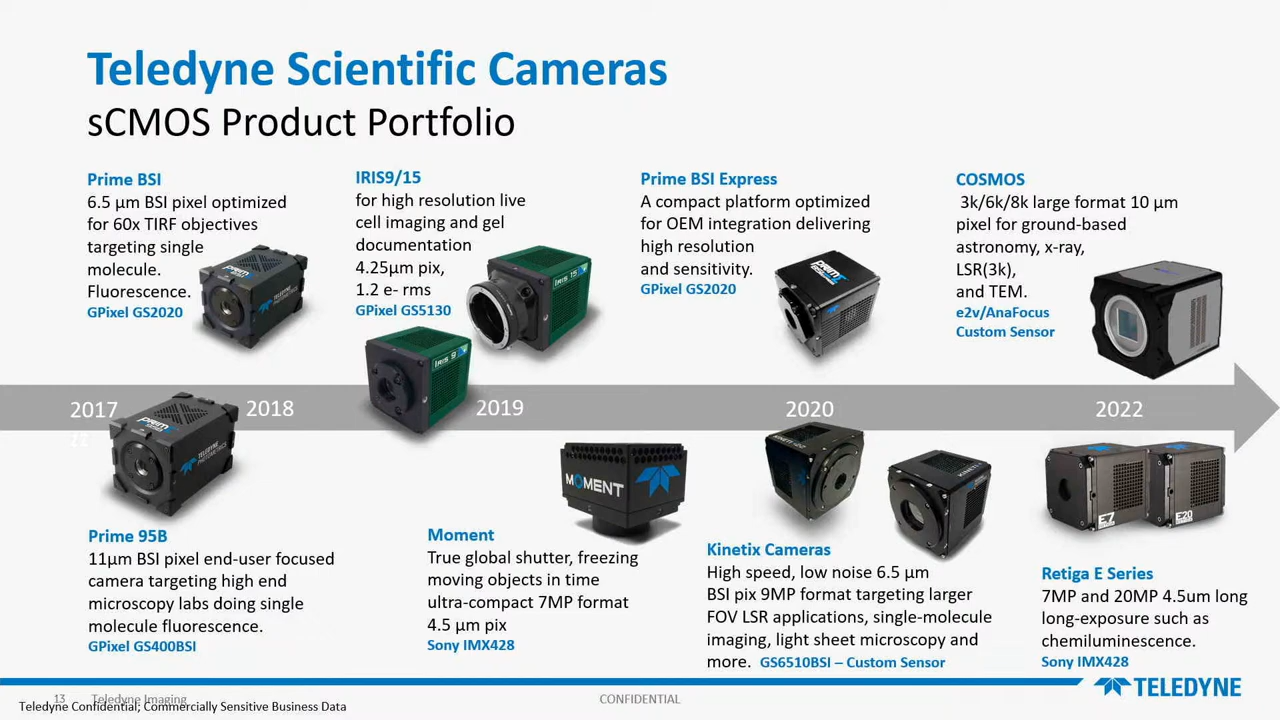 Teledyne Scientific Cameras
sCMOS Product Portfolio
Prime BSI
6.5 µm BSI pixel optimized
for 60x TIRF objectives
targeting single
molecule.
Fluorescence.
GPixel GS2020
IRIS9/15
for high resolution live
cell imaging and gel
documentation
4.25µm pix,
1.2 e- rms
GPixel GS5130
IRIS 15
IRIS 9
Prime BSI Express
A compact platform optimized
for OEM integration delivering
high resolution
and sensitivity.
GPixel GS2020
COSMOS
3k/6k/8k large format 10 µm
pixel for ground-based
astronomy, x-ray,
LSR(3k),
and TEM.
e2v/AnaFocus
Custom Sensor
2017
2018
2019
2020
2022
TELEDYNE
PHOTOMETRICS
Prime 95B
11µm BSI pixel end-user focused
camera targeting high end
microscopy labs doing single
molecule fluorescence.
GPixel GS400BSI
MOMENT
Moment
True global shutter, freezing
moving objects in time
ultra-compact 7MP format
4.5 µm pix
Sony IMX428
Kinetix Cameras
High speed, low noise 6.5 µm
BSI pix 9MP format targeting larger
FOV LSR applications, single-molecule
imaging, light sheet microscopy and
more. GS6510BSI – Custom Sensor
E7
E20
Retiga E Series
7MP and 20MP 4.5um long
long-exposure such as
chemiluminescence.
Sony IMX428
13 Teledyne Imaging
CONFIDENTIAL
TELEDYNE
Teledyne Confidential; Commercially Sensitive Business Data